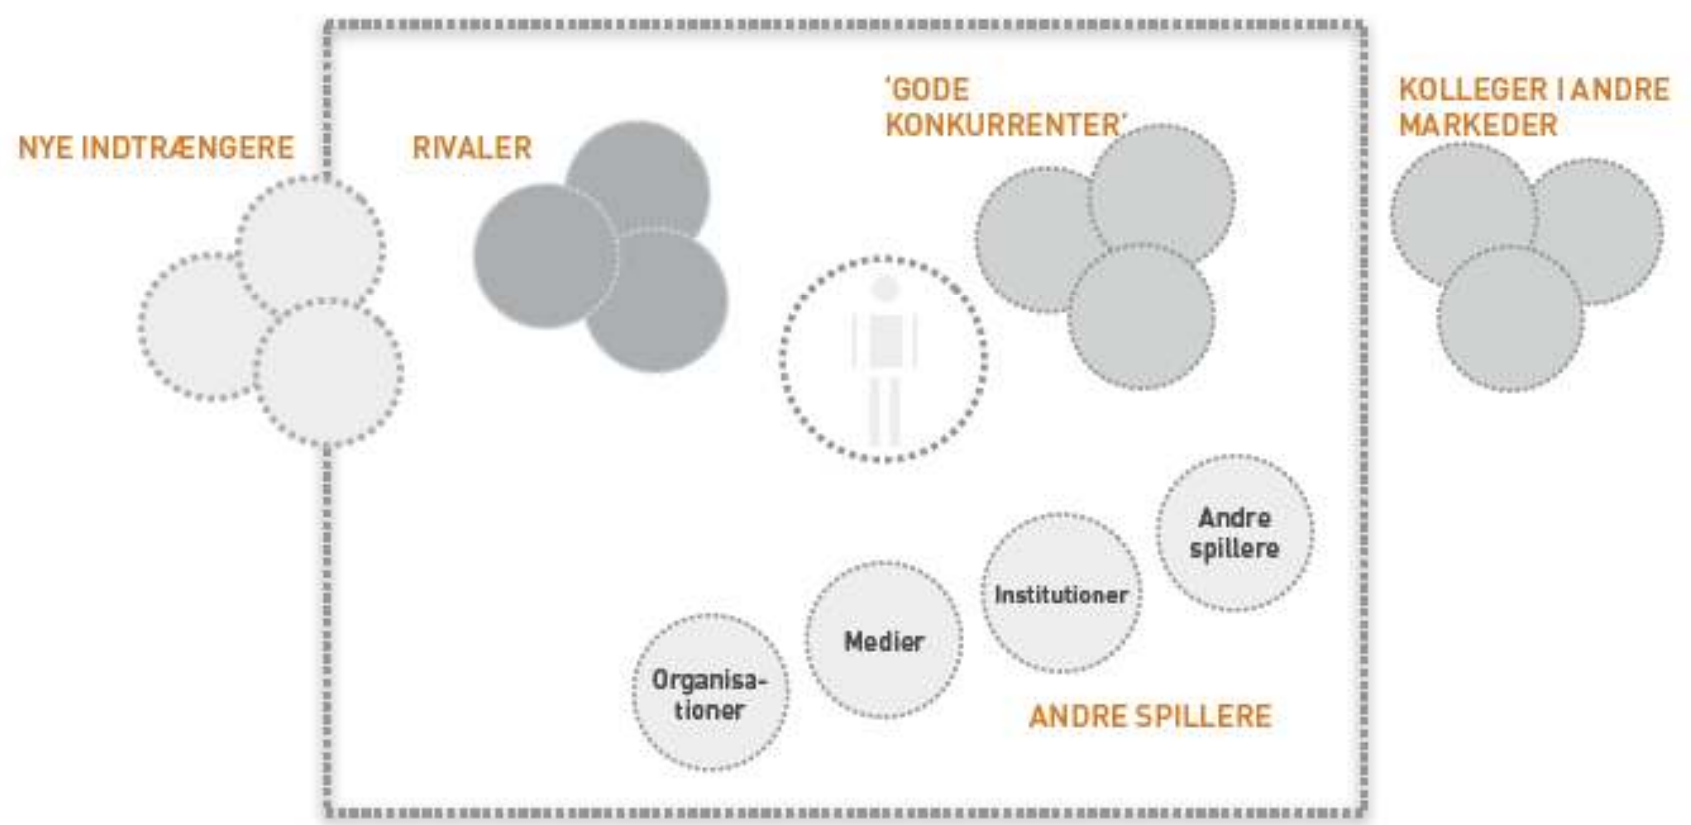 NYE INDTRÆNGERE
RIVALER
'GODE
KONKURRENTER'
KOLLEGER I ANDRE
MARKEDER
Andre
spillere
Institutioner
Medier
Organisa-
tioner
ANDRE SPILLERE